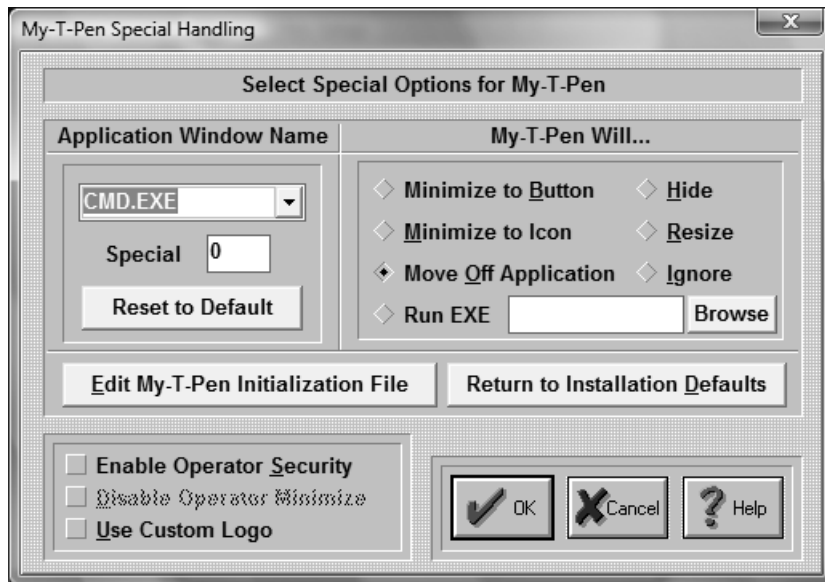 My-T-Pen Special Handling
Select Special Options for My-T-Pen
Application Window Name
My-T-Pen Will...
CMD.EXE
Special 0
Reset to Default
Minimize to Button
Hide
Minimize to Icon
Resize
Move Off Application
Ignore
Run EXE
Browse
Edit My-T-Pen Initialization File
Return to Installation Defaults
Enable Operator Security
Disable Operator Minimize
Use Custom Logo
OK
Cancel
Help